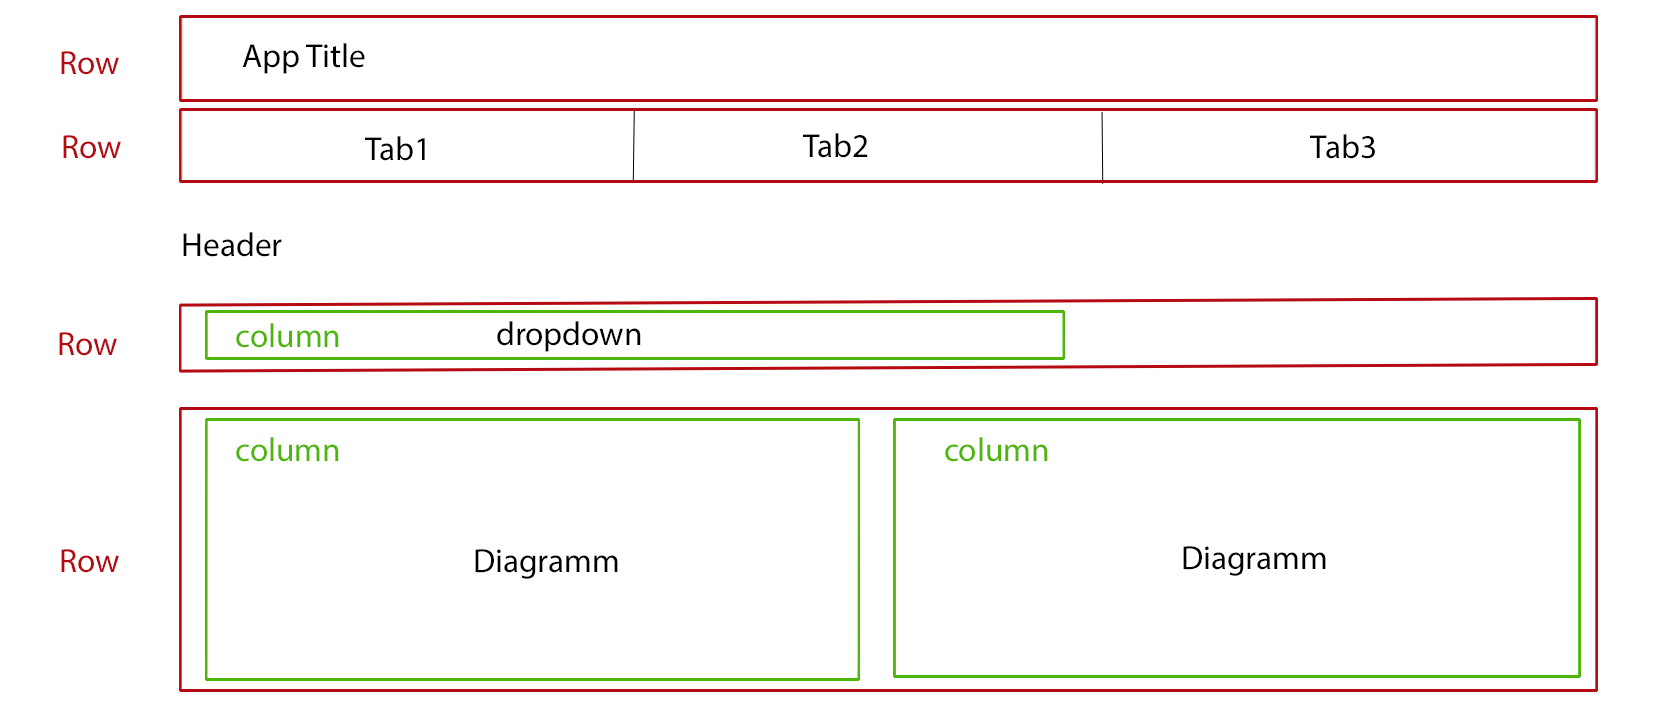 Row
App Title
Row
Tab1
Tab2
Tab3
Header
Row
column
dropdown
Row
column
column
Diagramm
Diagramm